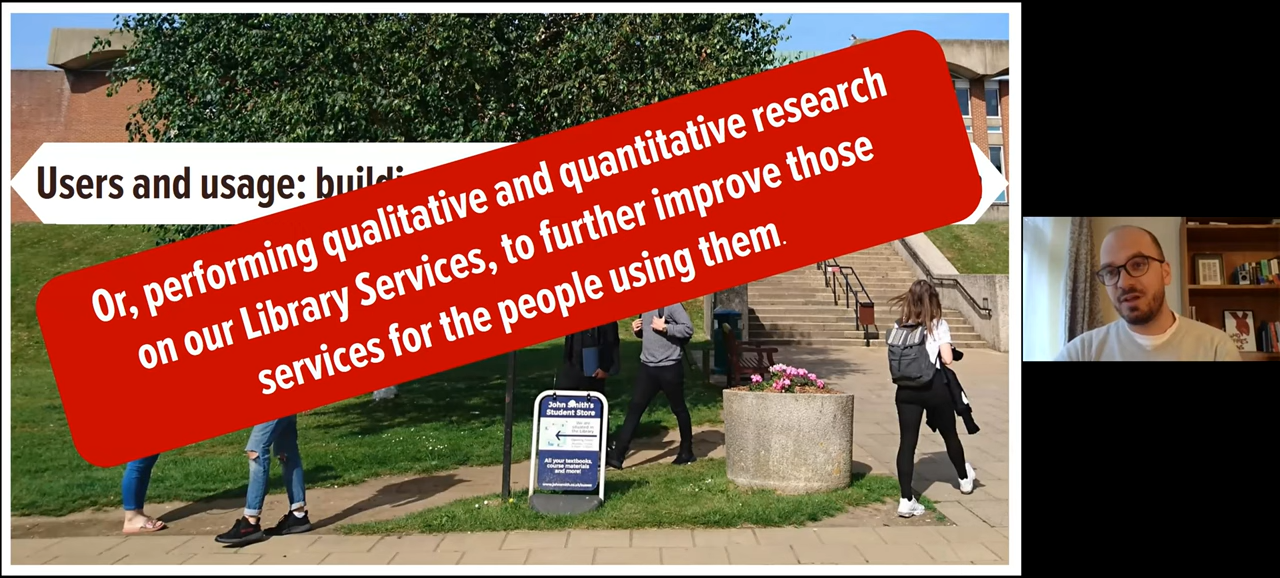 Users and usage:
Or, performing qualitative and quantitative research
on our Library Services, to further improve those
services for the people using them.
John Smith's
Student Store
All your textbooks,
course materials
and more!